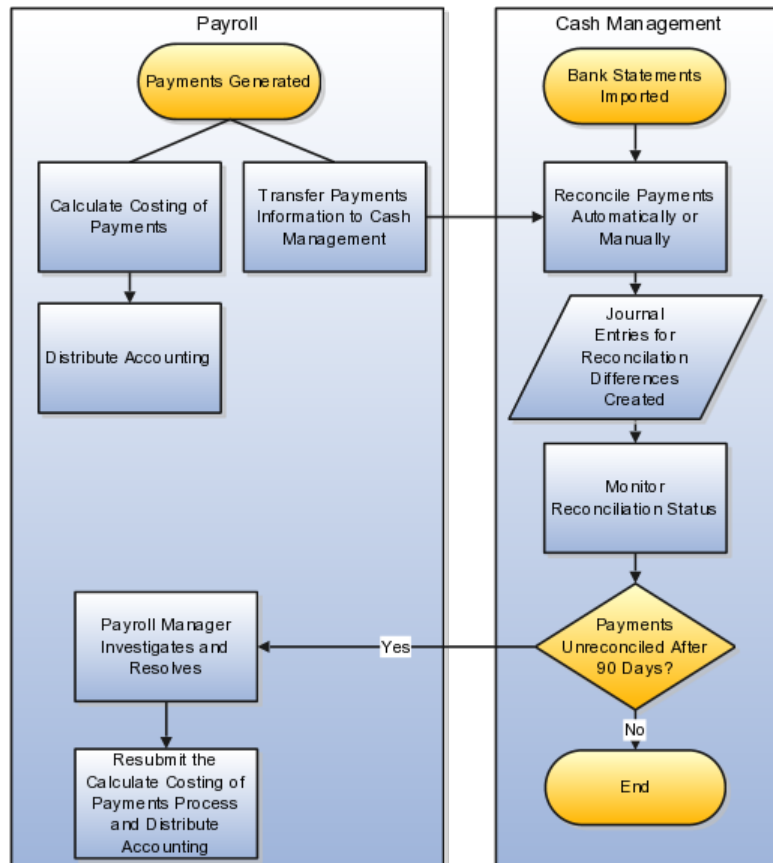 Payroll
Payments Generated
Calculate Costing of
Payments
Transfer Payments
Information to Cash
Management
Distribute Accounting
Payroll Manager
Investigates and
Resolves
Resubmit the
Calculate Costing of
Payments Process
and Distribute
Accounting
Cash Management
Bank Statements
Imported
Reconcile Payments
Automatically or
Manually
Journal
Entries for
Reconcilation
Differences
Created
Monitor
Reconciliation Status
Payments
Unreconciled After
90 Days?
Yes
No
End